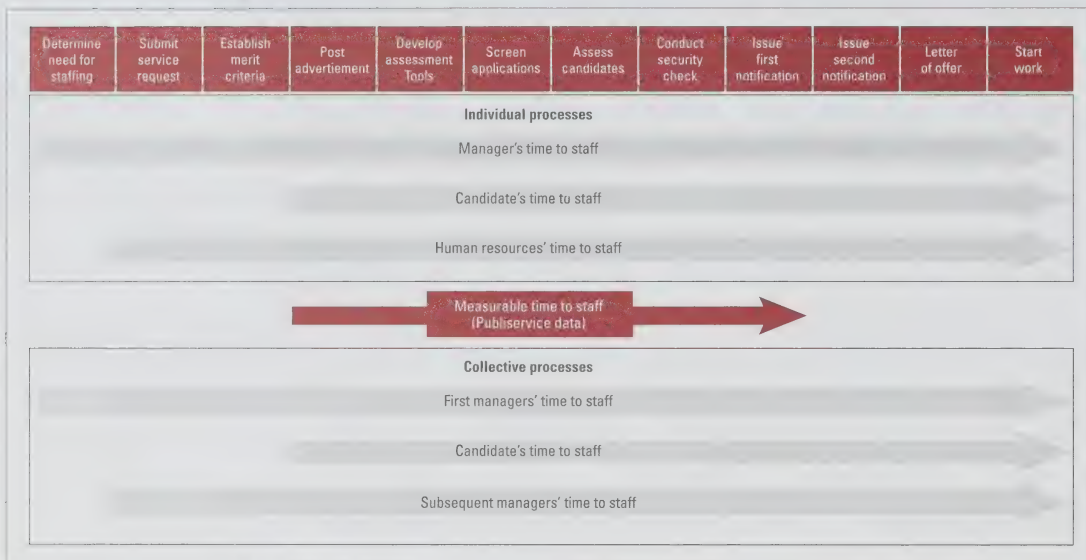 Determine
need for
staffing
Submit
service
request
Establish
merit
criteria
Post
advertiement
Develop
assessment
Tools
Screen
applications
Assess
candidates
Conduct
security
check
Issue
first
notification
Issue
second
notification
Letter
of offer
Start
work
Individual processes
Manager's time to staff
Candidate's time to staff
Human resources' time to staff
Measurable time to staff
(Publiservice data)
Collective processes
First managers' time to staff
Candidate's time to staff
Subsequent managers' time to staff